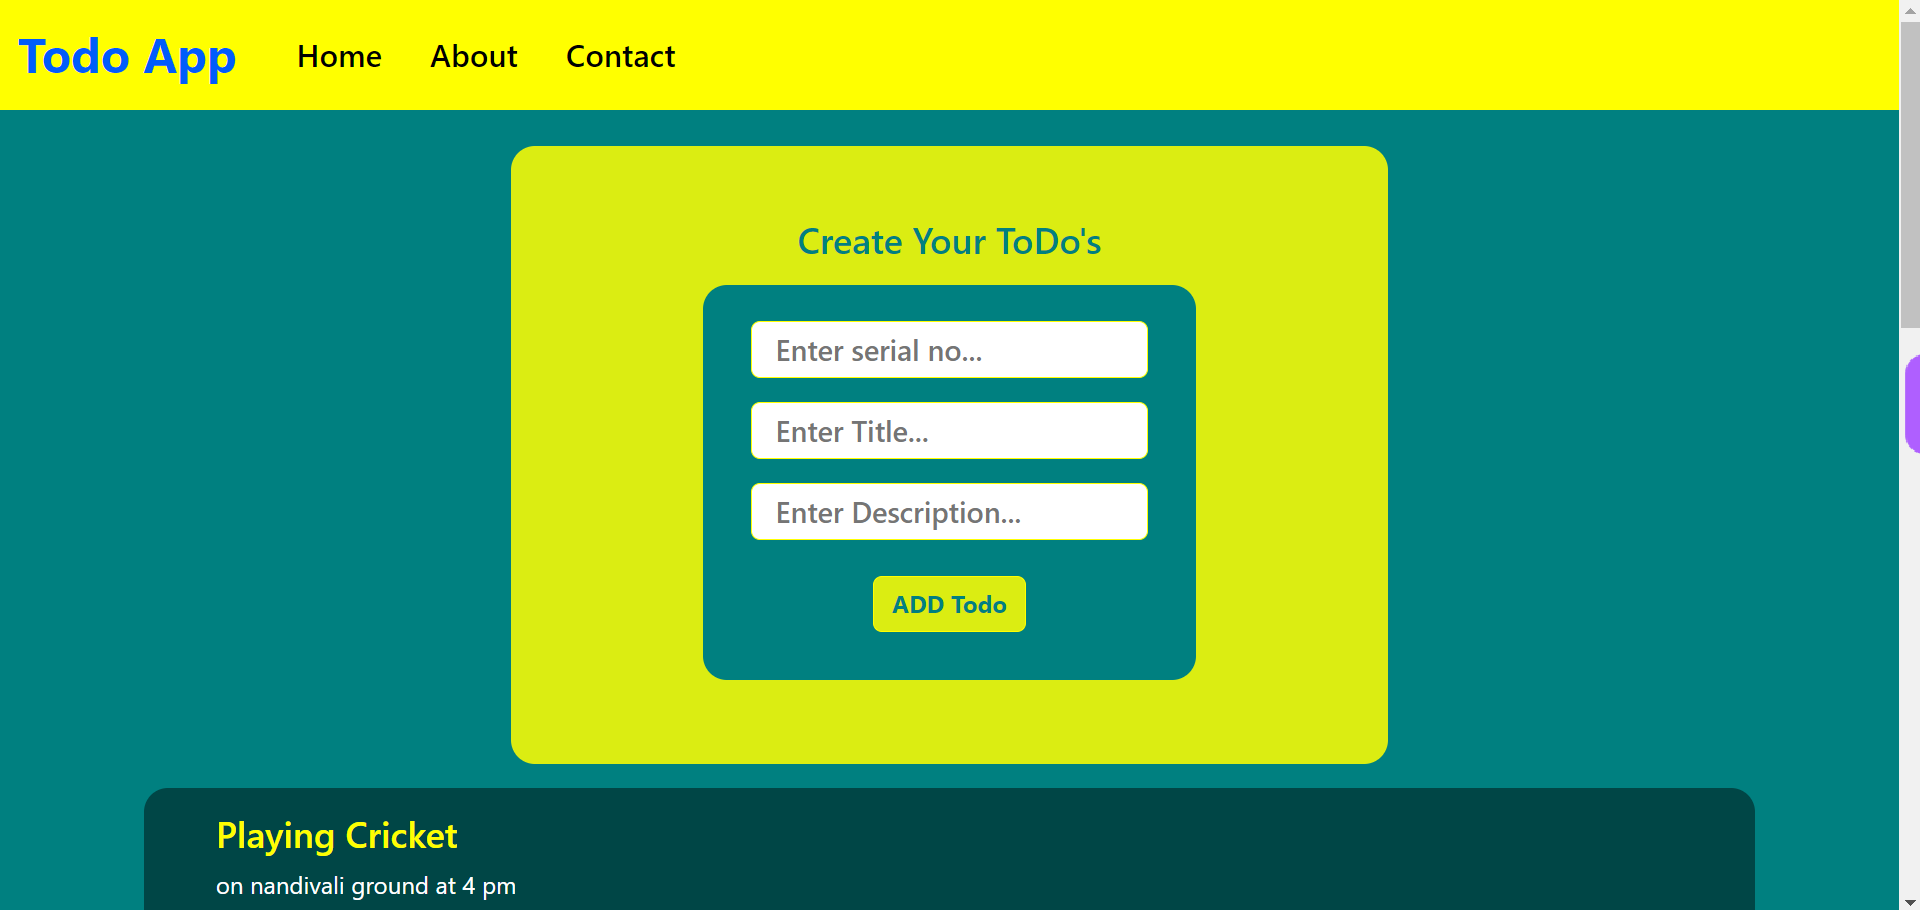 Todo App Home About Contact
Create Your ToDo's
Enter serial no...
Enter Title...
Enter Description...
ADD Todo
Playing Cricket
on nandivali ground at 4 pm